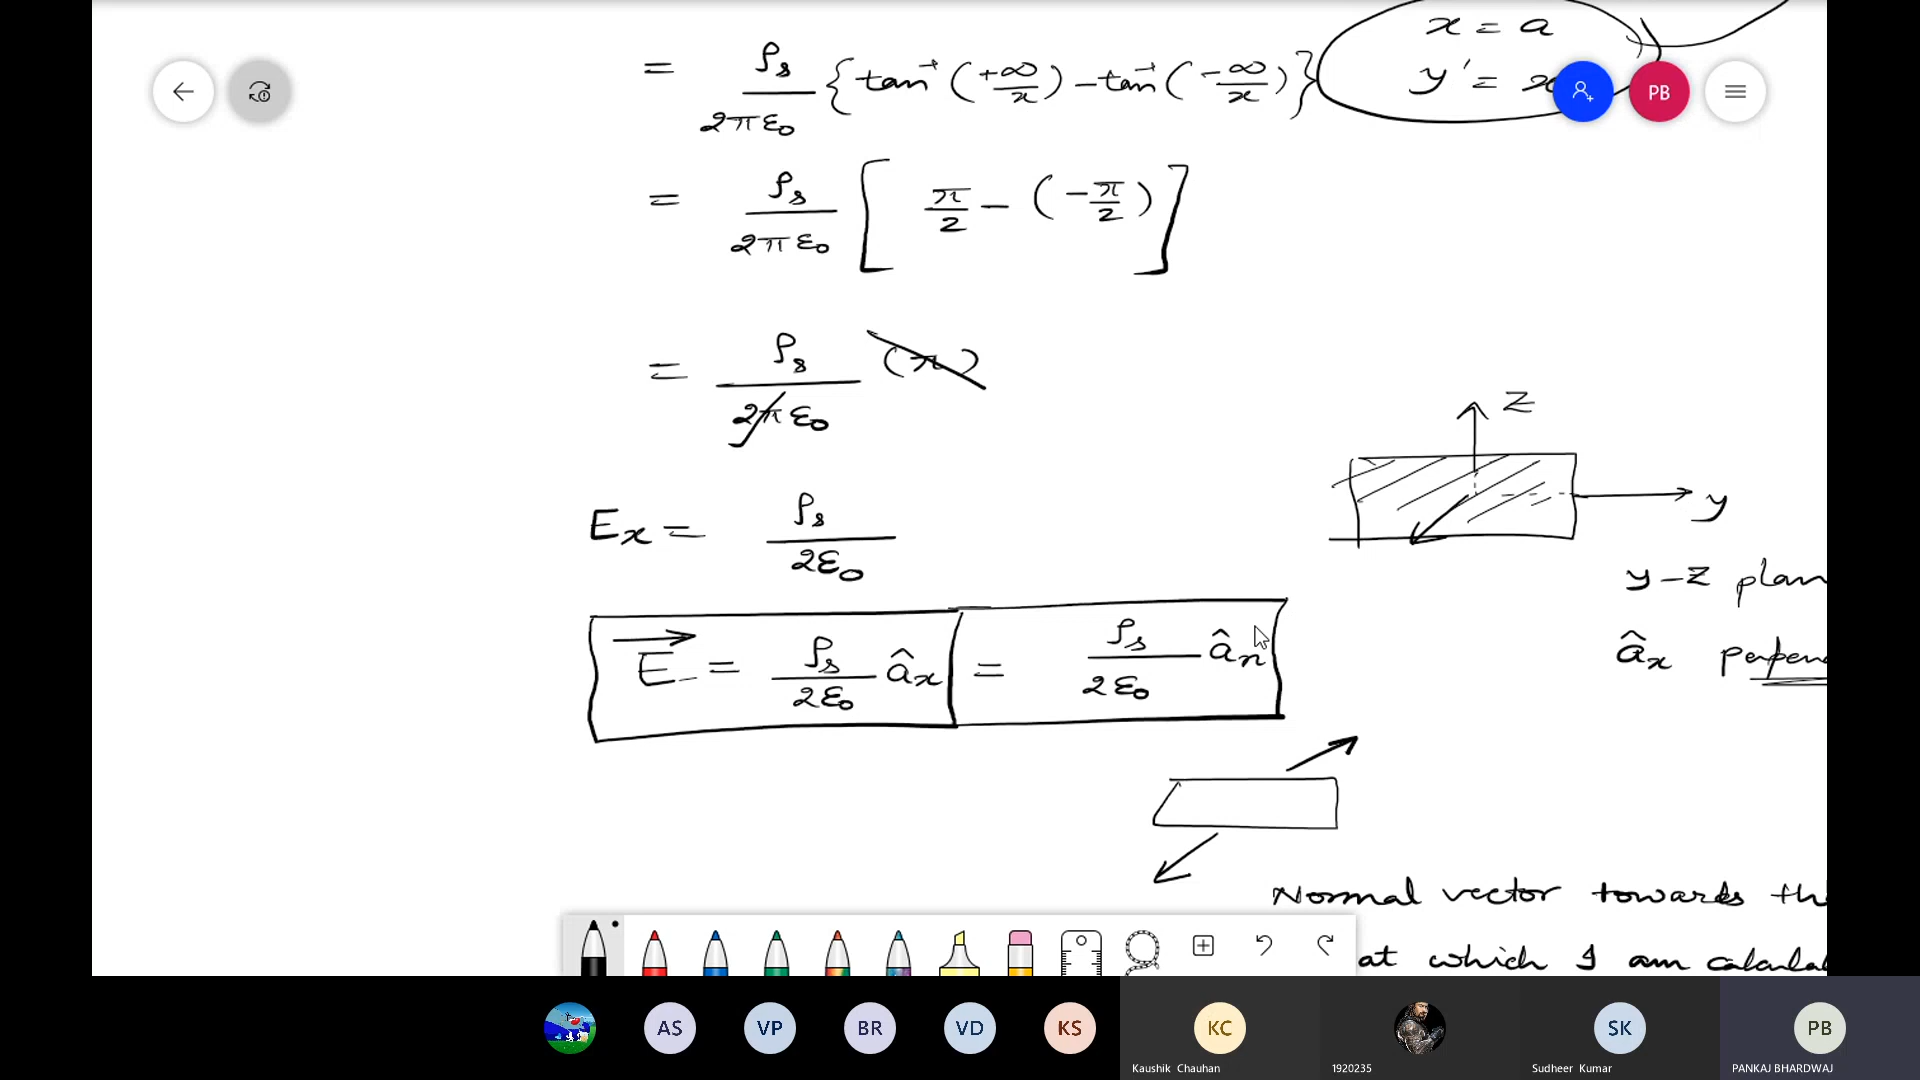 x = a
= ρs / 2πε0 { tan⁻¹ (+∞/x) – tan⁻¹ (–∞/x) }
y' = x
PB
= ρs / 2πε0 [ π/2 – (–π/2) ]
= ρs / 2πε0 (π)
z
y
Ex = ρs / 2ε0
y–z plan
E = ρs / 2ε0 âx = ρs / 2ε0 ân
âx perpen
Normal vector towards th
at which I am calcula
AS VP BR VD KS KC SK PB
Kaushik Chauhan 1920235 Sudheer Kumar PANKAJ BHARDWAJ